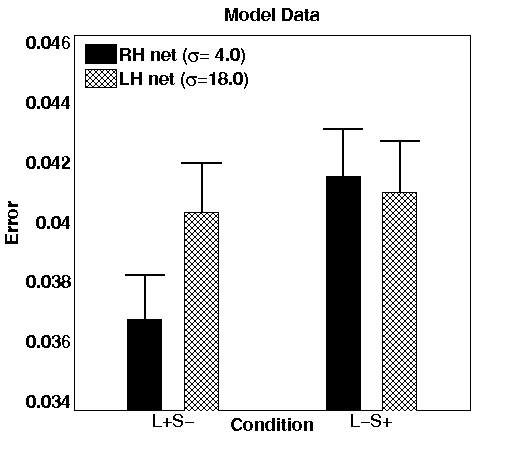 Model Data
0.046
RH net (σ= 4.0)
LH net (σ=18.0)
0.044
0.042
0.04
0.038
0.036
0.034
Error
L+S−
L−S+
Condition